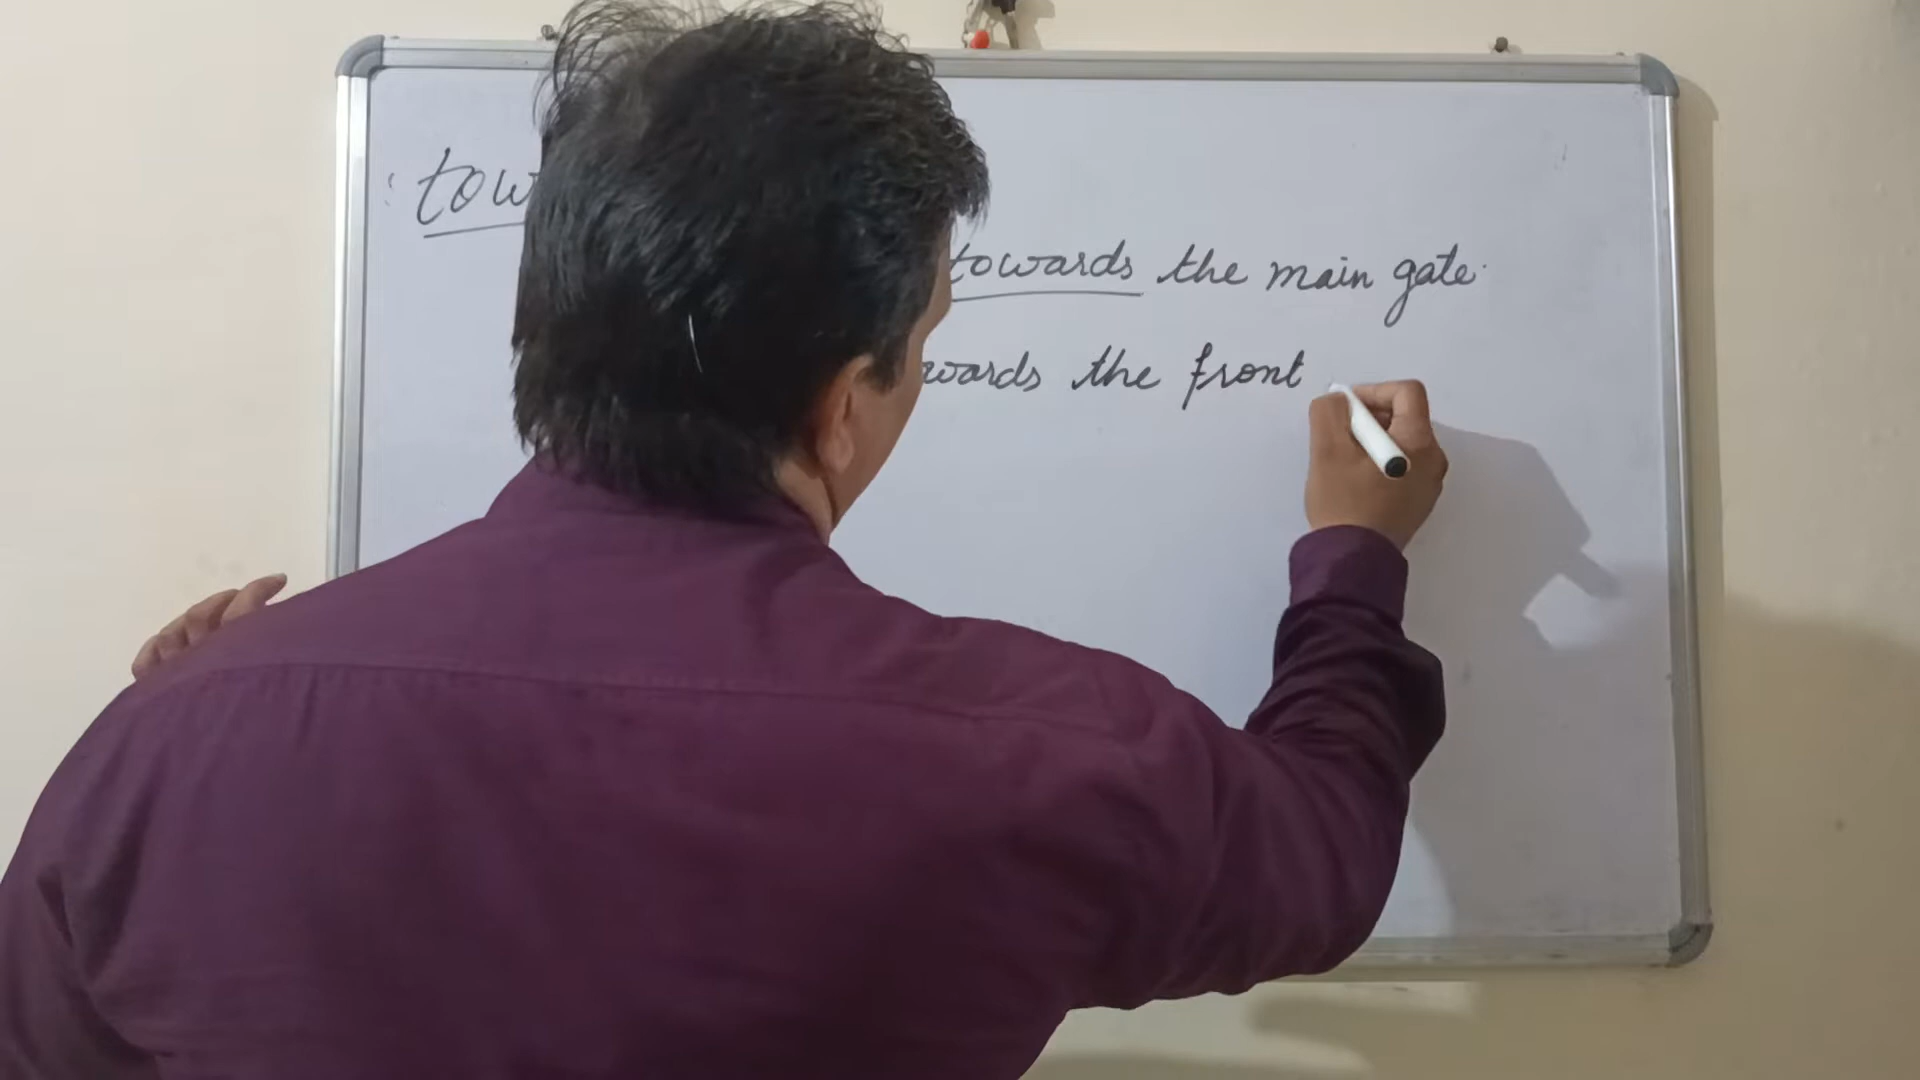 tow
towards the main gate.
wards the front